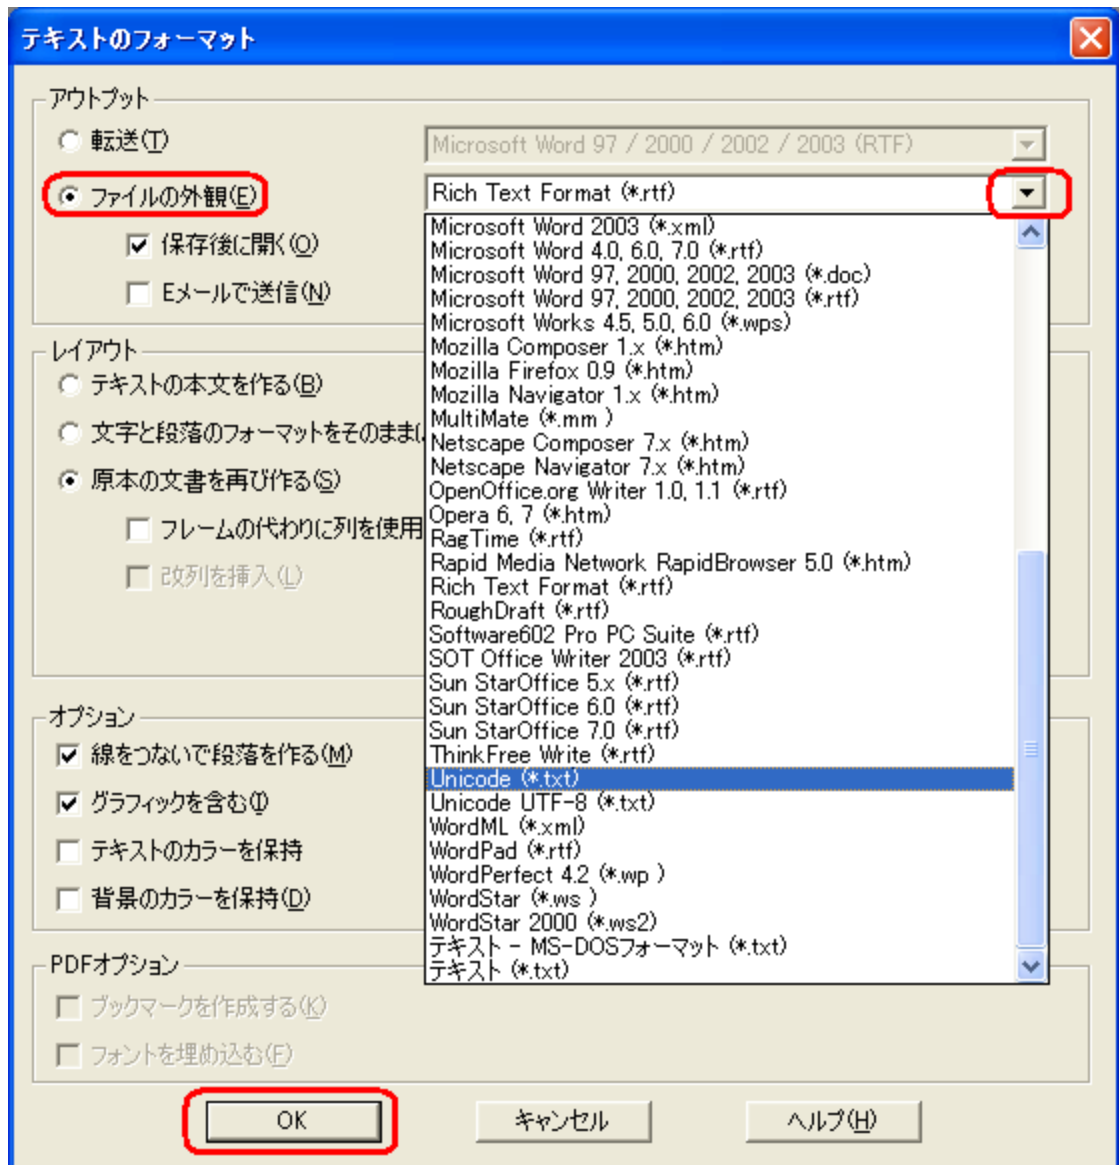 テキストのフォーマット
アウトプット
転送(T)
Microsoft Word 97 / 2000 / 2002 / 2003 (RTF)
ファイルの外観(E)
Rich Text Format (*.rtf)
保存後に開く(O)
Eメールで送信(N)
Microsoft Word 2003 (*.xml)
Microsoft Word 4.0, 6.0, 7.0 (*.rtf)
Microsoft Word 97, 2000, 2002, 2003 (*.doc)
Microsoft Word 97, 2000, 2002, 2003 (*.rtf)
Microsoft Works 4.5, 5.0, 6.0 (*.wps)
Mozilla Composer 1.x (*.htm)
Mozilla Firefox 0.9 (*.htm)
Mozilla Navigator 1.x (*.htm)
MultiMate (*.mm )
Netscape Composer 7.x (*.htm)
Netscape Navigator 7.x (*.htm)
OpenOffice.org Writer 1.0, 1.1 (*.rtf)
Opera 6, 7 (*.htm)
RagTime (*.rtf)
Rapid Media Network RapidBrowser 5.0 (*.htm)
Rich Text Format (*.rtf)
RoughDraft (*.rtf)
Software602 Pro PC Suite (*.rtf)
SOT Office Writer 2003 (*.rtf)
Sun StarOffice 5.x (*.rtf)
Sun StarOffice 6.0 (*.rtf)
Sun StarOffice 7.0 (*.rtf)
ThinkFree Write (*.rtf)
Unicode (*.txt)
Unicode UTF-8 (*.txt)
WordML (*.xml)
WordPad (*.rtf)
WordPerfect 4.2 (*.wp )
WordStar (*.ws )
WordStar 2000 (*.ws2)
テキスト - MS-DOSフォーマット (*.txt)
テキスト (*.txt)
レイアウト
テキストの本文を作る(B)
文字と段落のフォーマットをそのまま
原本の文書を再び作る(S)
フレームの代わりに列を使用
改列を挿入(L)
オプション
線をつないで段落を作る(M)
グラフィックを含む(I)
テキストのカラーを保持
背景のカラーを保持(D)
PDFオプション
ブックマークを作成する(K)
フォントを埋め込む(F)
OK
キャンセル
ヘルプ(H)